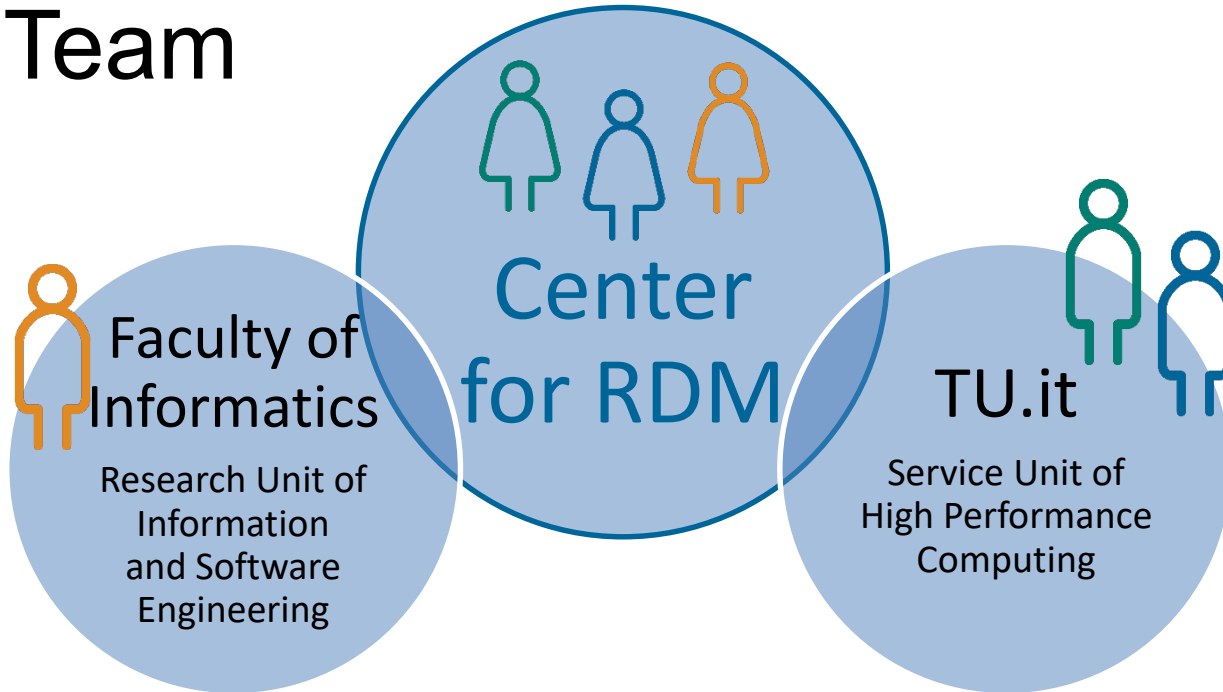 Team
Center
for RDM
Faculty of
Informatics
Research Unit of
Information
and Software
Engineering
TU.it
Service Unit of
High Performance
Computing